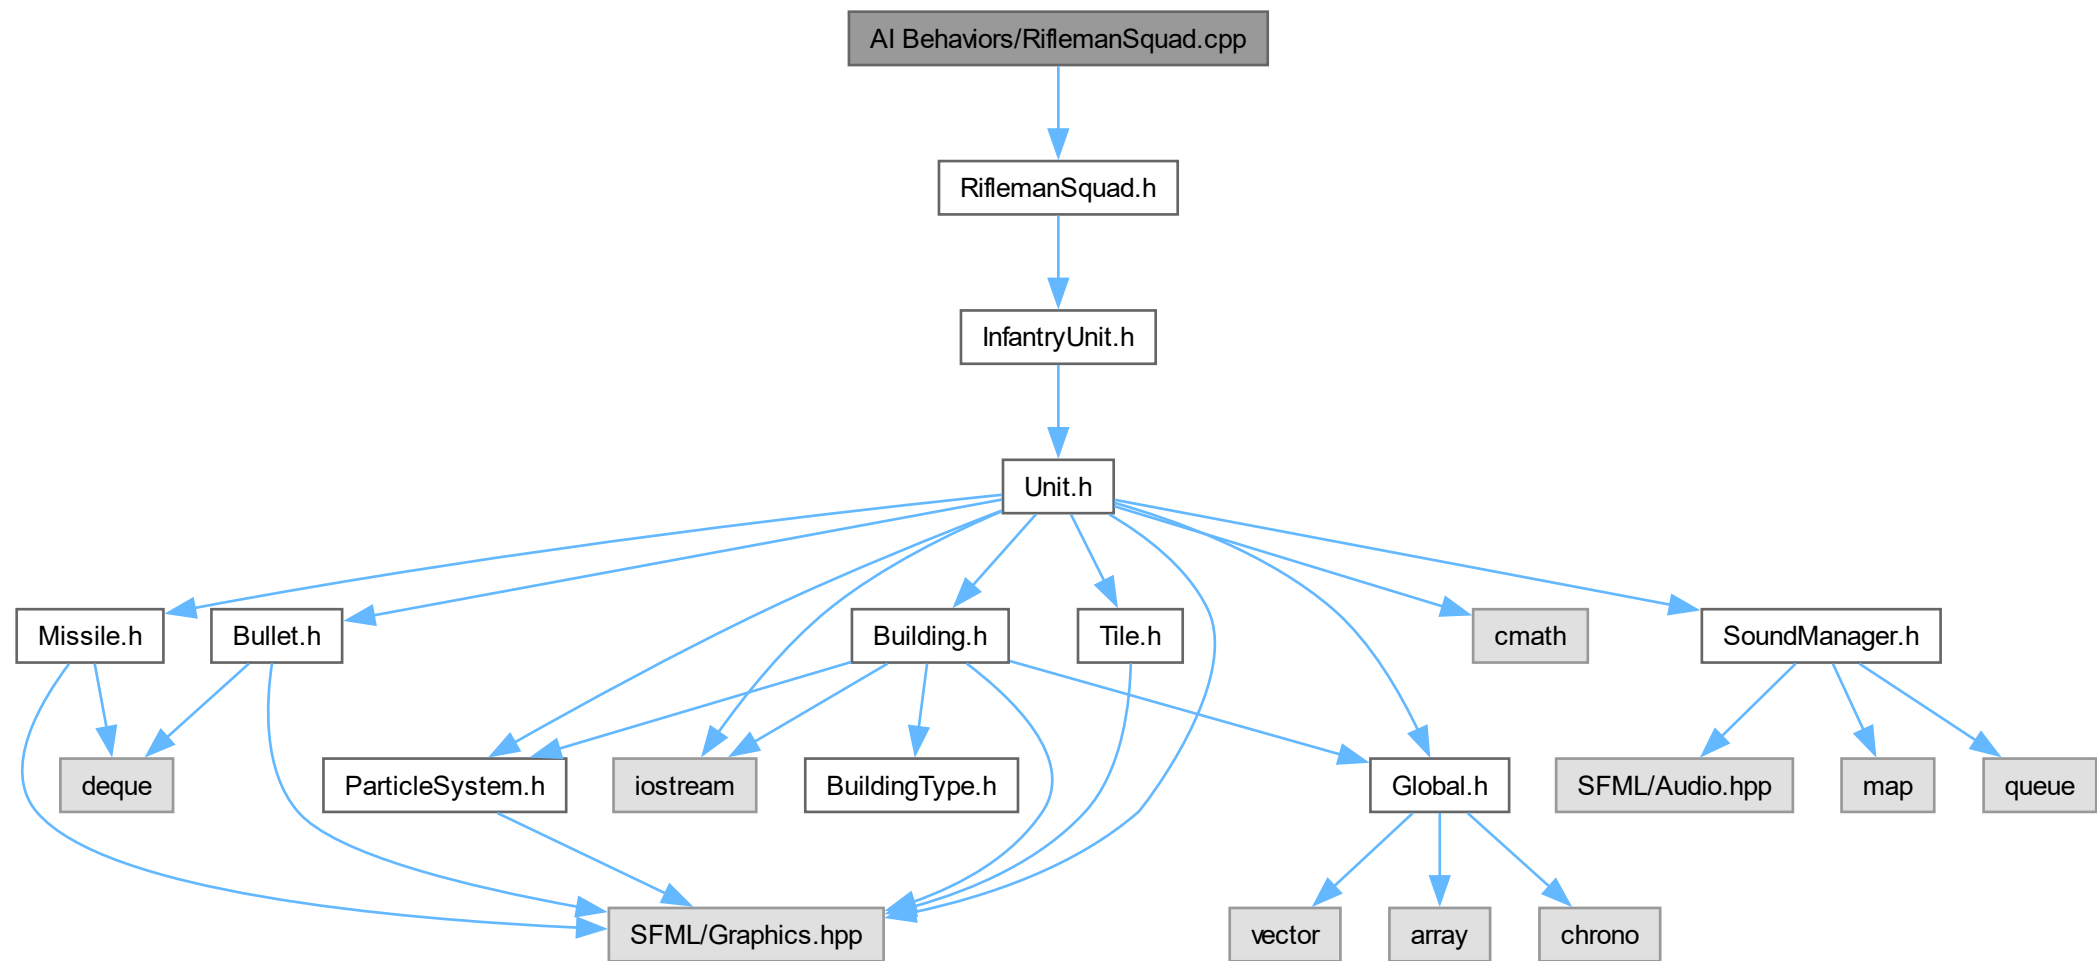 AI Behaviors/RiflemanSquad.cpp
RiflemanSquad.h
InfantryUnit.h
Unit.h
Missile.h
Bullet.h
Building.h
Tile.h
cmath
SoundManager.h
deque
ParticleSystem.h
iostream
BuildingType.h
Global.h
SFML/Audio.hpp
map
queue
SFML/Graphics.hpp
vector
array
chrono